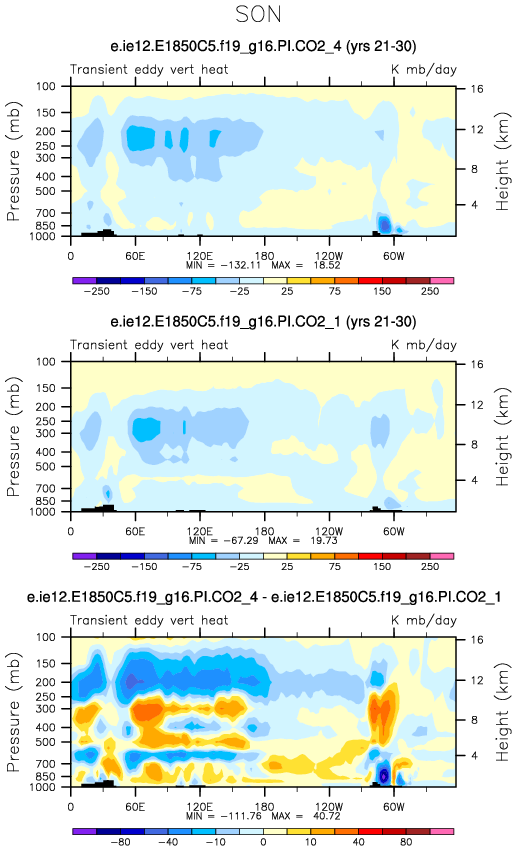 SON
e.ie12.E1850C5.f19_g16.PI.CO2_4 (yrs 21-30)
Transient eddy vert heat K mb/day
Pressure (mb)
Height (km)
100
150
200
250
300
400
500
700
850
1000
16
12
8
4
0 60E 120E 180 120W 60W
MIN = -132.11 MAX = 18.52
-250 -150 -75 -25 25 75 150 250
e.ie12.E1850C5.f19_g16.PI.CO2_1 (yrs 21-30)
Transient eddy vert heat K mb/day
Pressure (mb)
Height (km)
100
150
200
250
300
400
500
700
850
1000
16
12
8
4
0 60E 120E 180 120W 60W
MIN = -67.29 MAX = 19.73
-250 -150 -75 -25 25 75 150 250
e.ie12.E1850C5.f19_g16.PI.CO2_4 - e.ie12.E1850C5.f19_g16.PI.CO2_1
Transient eddy vert heat K mb/day
Pressure (mb)
Height (km)
100
150
200
250
300
400
500
700
850
1000
16
12
8
4
0 60E 120E 180 120W 60W
MIN = -111.76 MAX = 40.72
-80 -40 -10 0 10 40 80